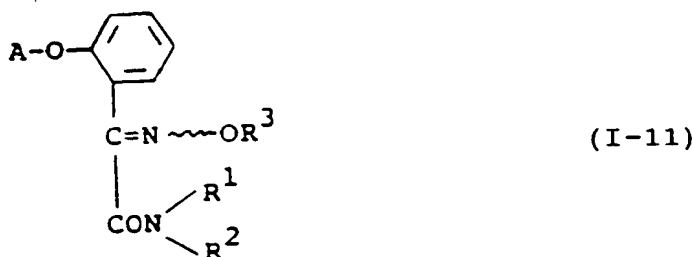 A-O
C=N OR³
(I-11)
R¹
CON
R²